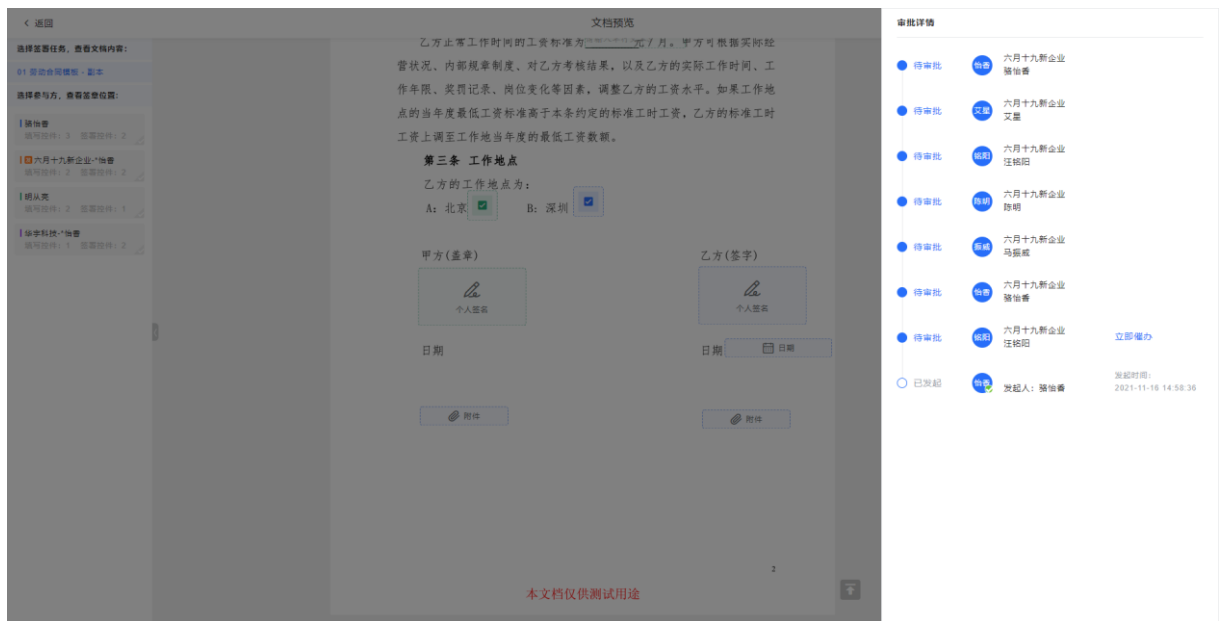 返回
文档预览
选择签署任务，查看文档内容：
01 劳动合同模板 - 副本
选择参与方，查看签章位置：
骆怡香
填写控件：3 签署控件：2
六月十九新企业-*怡香
填写控件：3 签署控件：2
明从亮
填写控件：2 签署控件：1
华宇科技-*怡香
填写控件：1 签署控件：2
乙方正常工作时间的工资标准为 元/月。甲方可根据实际经
营状况、内部规章制度、对乙方考核结果，以及乙方的实际工作时间、工
作年限、奖罚记录、岗位变化等因素，调整乙方的工资水平。如果工作地
点的当年度最低工资标准高于本条约定的标准工时工资，乙方的标准工时
工资上调至工作地当年度的最低工资数额。
第三条 工作地点
乙方的工作地点为：
A：北京 B：深圳
甲方(盖章) 乙方(签字)
个人签名 个人签名
日期 日期 日期
附件 附件
2
本文档仅供测试用途
审批详情
待审批 怡香 六月十九新企业
骆怡香
待审批 艾星 六月十九新企业
艾星
待审批 铭阳 六月十九新企业
汪铭阳
待审批 陈明 六月十九新企业
陈明
待审批 振威 六月十九新企业
马振威
待审批 怡香 六月十九新企业
骆怡香
待审批 铭阳 六月十九新企业 立即催办
汪铭阳
已发起 怡香 发起人：骆怡香 发起时间：
2021-11-16 14:58:36